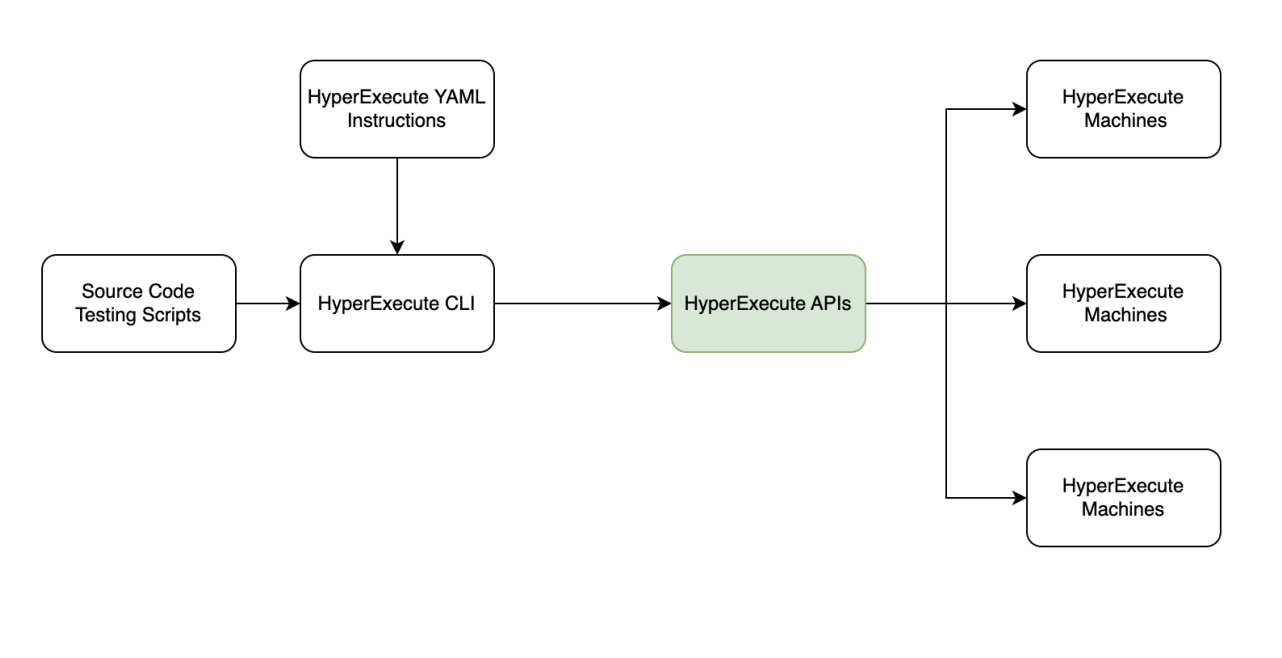 HyperExecute YAML
Instructions
HyperExecute
Machines
Source Code
Testing Scripts
HyperExecute CLI
HyperExecute APIs
HyperExecute
Machines
HyperExecute
Machines